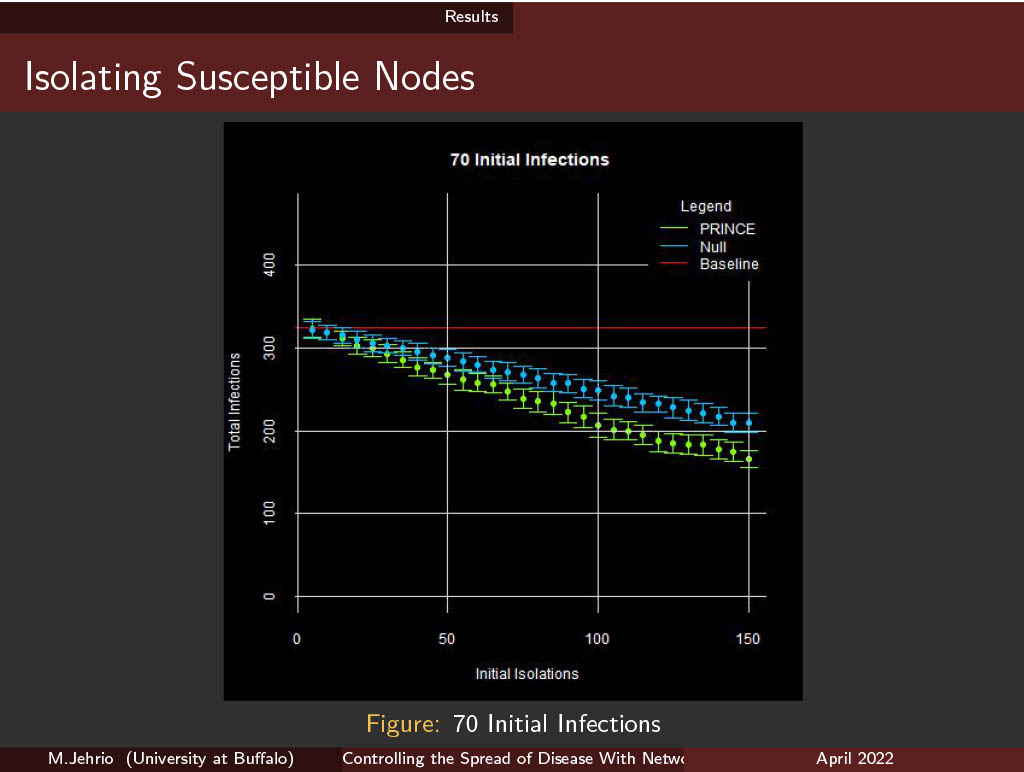 Results
Isolating Susceptible Nodes
70 Initial Infections
Legend
PRINCE
Null
Baseline
400
300
200
100
0
Total Infections
0 50 100 150
Initial Isolations
Figure: 70 Initial Infections
M.Jehrio (University at Buffalo) Controlling the Spread of Disease With Netwo April 2022